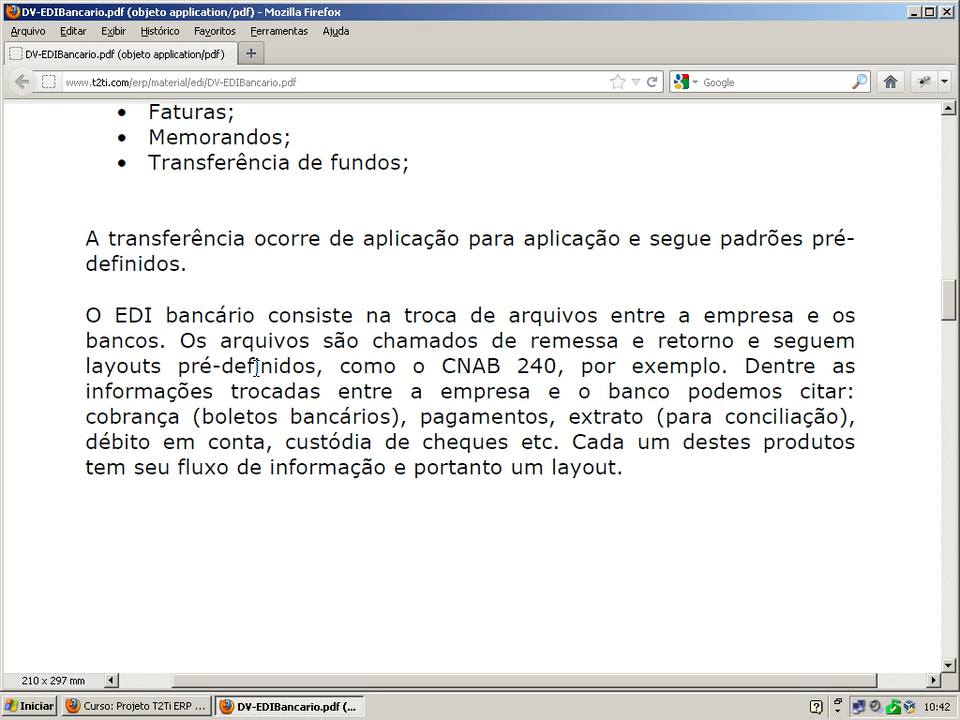 DV-EDIBancario.pdf (objeto application/pdf) - Mozilla Firefox
Arquivo Editar Exibir Histórico Favoritos Ferramentas Ajuda
DV-EDIBancario.pdf (objeto application/pdf)
www.t2ti.com/erp/material/edi/DV-EDIBancario.pdf
Google
• Faturas;
• Memorandos;
• Transferência de fundos;
A transferência ocorre de aplicação para aplicação e segue padrões pré-
definidos.
O EDI bancário consiste na troca de arquivos entre a empresa e os
bancos. Os arquivos são chamados de remessa e retorno e seguem
layouts pré-definidos, como o CNAB 240, por exemplo. Dentre as
informações trocadas entre a empresa e o banco podemos citar:
cobrança (boletos bancários), pagamentos, extrato (para conciliação),
débito em conta, custódia de cheques etc. Cada um destes produtos
tem seu fluxo de informação e portanto um layout.
210 x 297 mm
Iniciar Curso: Projeto T2Ti ERP ... DV-EDIBancario.pdf (... 10:42